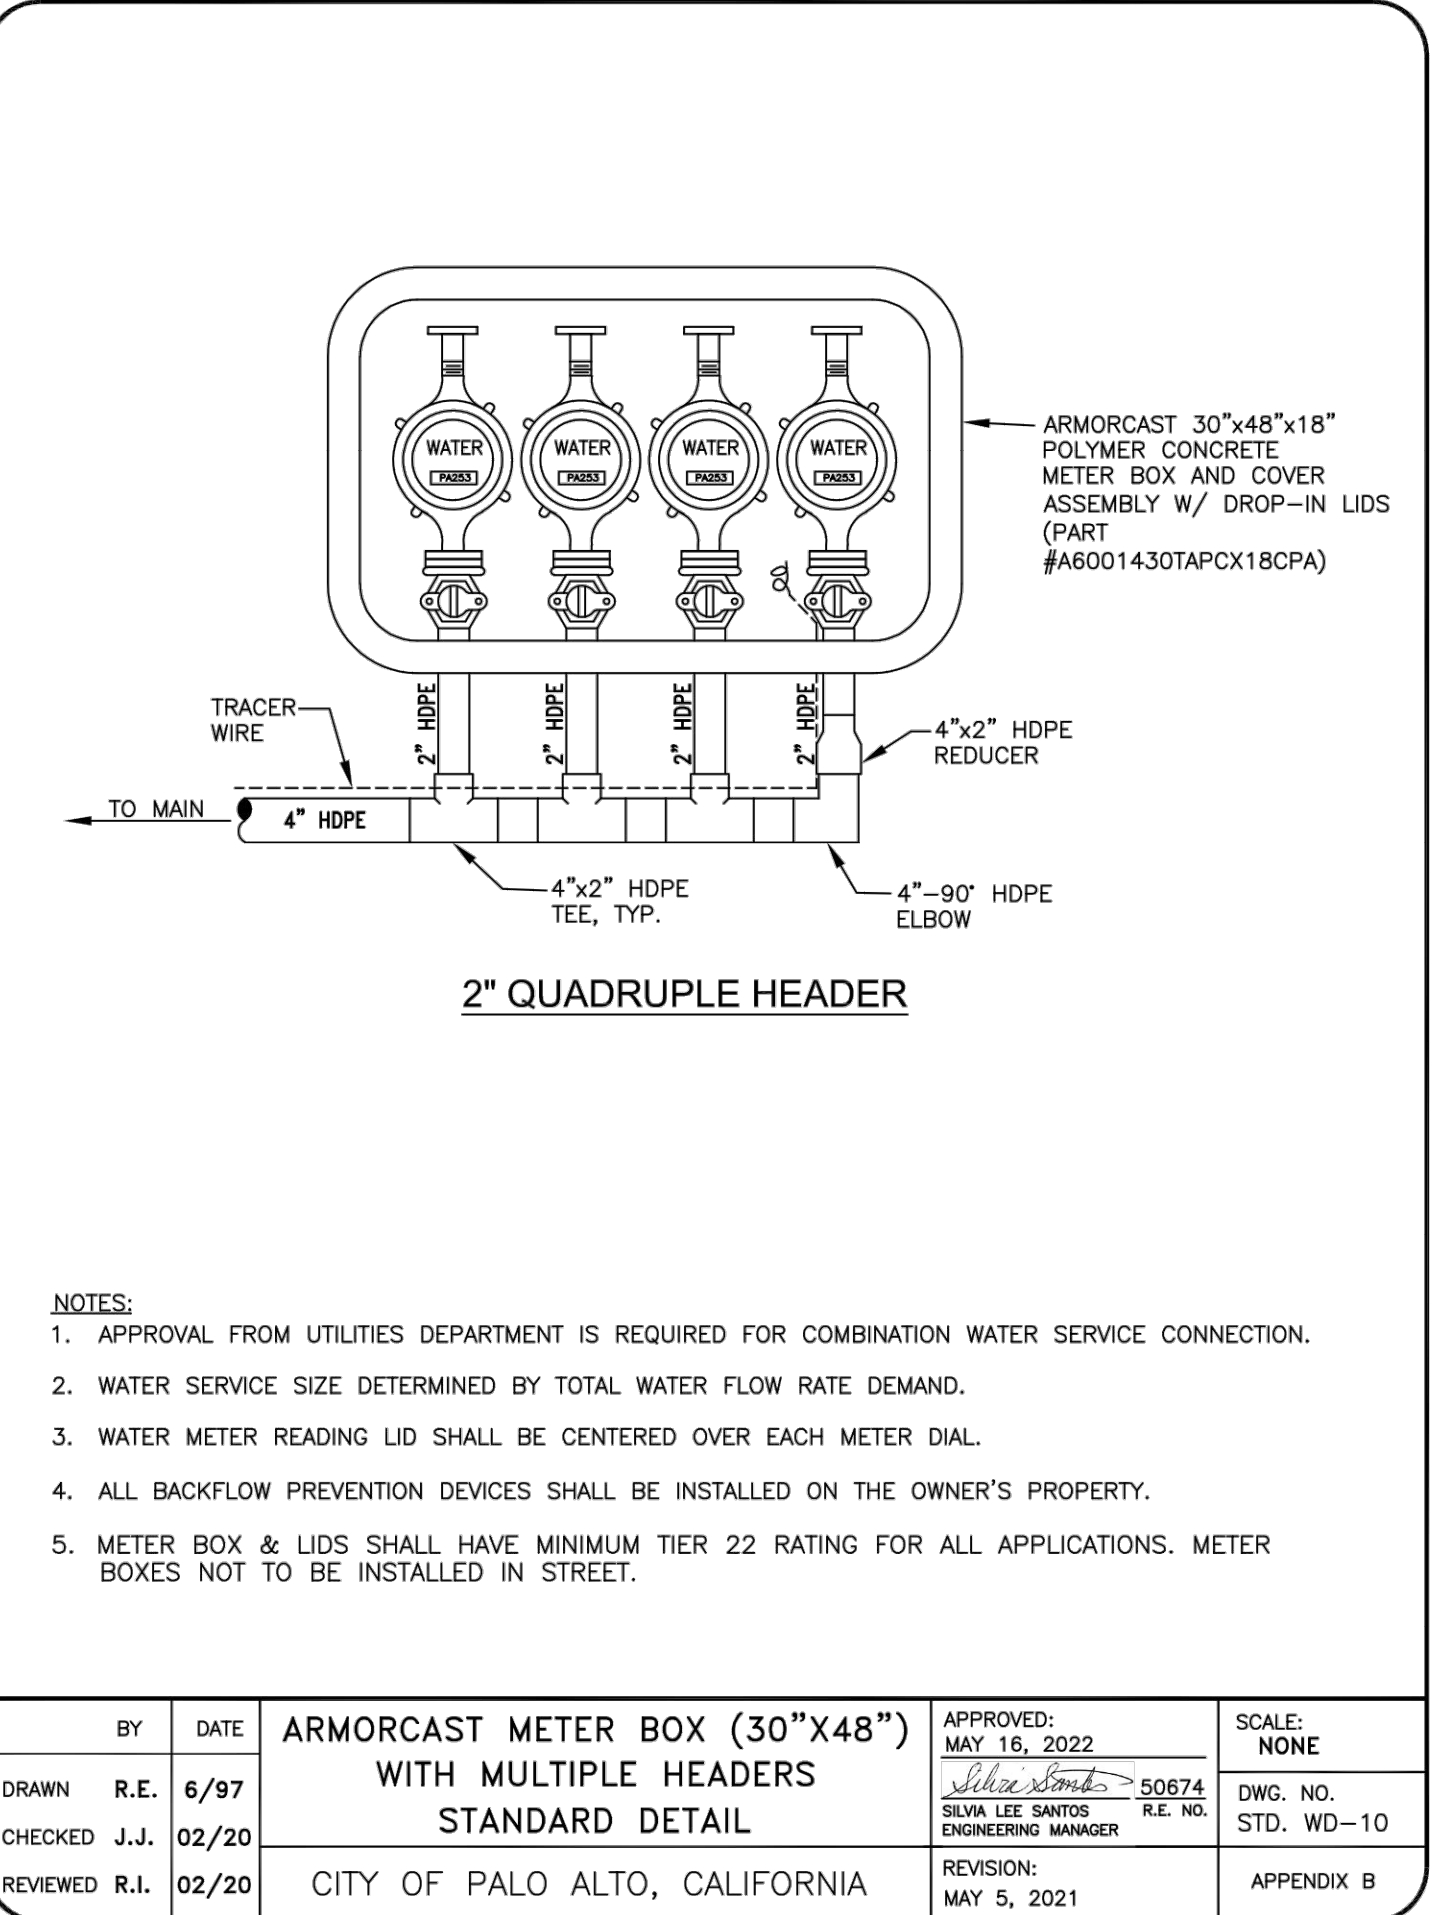 WATER WATER WATER WATER
PA253 PA253 PA253 PA253
ARMORCAST 30"x48"x18"
POLYMER CONCRETE
METER BOX AND COVER
ASSEMBLY W/ DROP-IN LIDS
(PART
#A6001430TAPCX18CPA)
TRACER
WIRE
2" HDPE
2" HDPE
2" HDPE
2" HDPE
4"x2" HDPE
REDUCER
TO MAIN
4" HDPE
4"x2" HDPE
TEE, TYP.
4"-90° HDPE
ELBOW
2" QUADRUPLE HEADER
NOTES:
1. APPROVAL FROM UTILITIES DEPARTMENT IS REQUIRED FOR COMBINATION WATER SERVICE CONNECTION.
2. WATER SERVICE SIZE DETERMINED BY TOTAL WATER FLOW RATE DEMAND.
3. WATER METER READING LID SHALL BE CENTERED OVER EACH METER DIAL.
4. ALL BACKFLOW PREVENTION DEVICES SHALL BE INSTALLED ON THE OWNER'S PROPERTY.
5. METER BOX & LIDS SHALL HAVE MINIMUM TIER 22 RATING FOR ALL APPLICATIONS. METER
BOXES NOT TO BE INSTALLED IN STREET.
BY DATE
DRAWN R.E. 6/97
CHECKED J.J. 02/20
REVIEWED R.I. 02/20
ARMORCAST METER BOX (30"X48")
WITH MULTIPLE HEADERS
STANDARD DETAIL
CITY OF PALO ALTO, CALIFORNIA
APPROVED:
MAY 16, 2022
Silvia Santos 50674
SILVIA LEE SANTOS R.E. NO.
ENGINEERING MANAGER
REVISION:
MAY 5, 2021
SCALE:
NONE
DWG. NO.
STD. WD-10
APPENDIX B